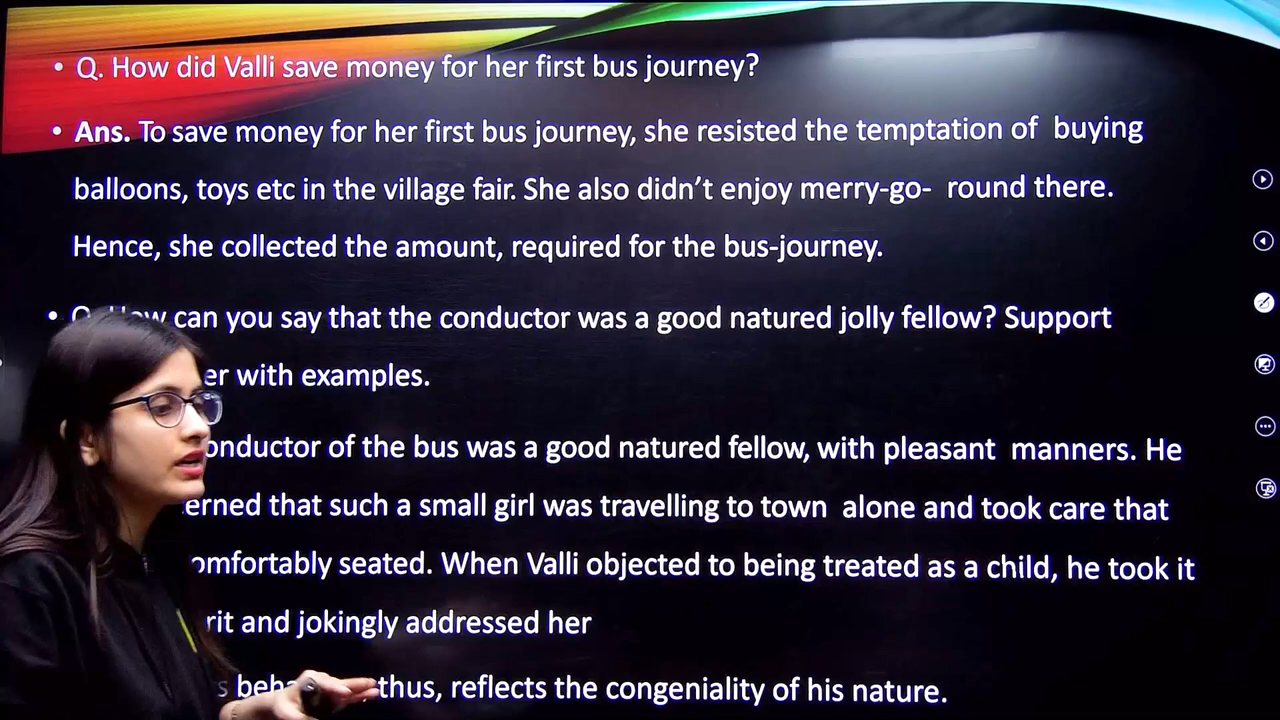 • Q. How did Valli save money for her first bus journey?
• Ans. To save money for her first bus journey, she resisted the temptation of buying
balloons, toys etc in the village fair. She also didn't enjoy merry-go- round there.
Hence, she collected the amount, required for the bus-journey.
• can you say that the conductor was a good natured jolly fellow? Support
with examples.
of the bus was a good natured fellow, with pleasant manners. He
that such a small girl was travelling to town alone and took care that
seated. When Valli objected to being treated as a child, he took it
and jokingly addressed her
thus, reflects the congeniality of his nature.